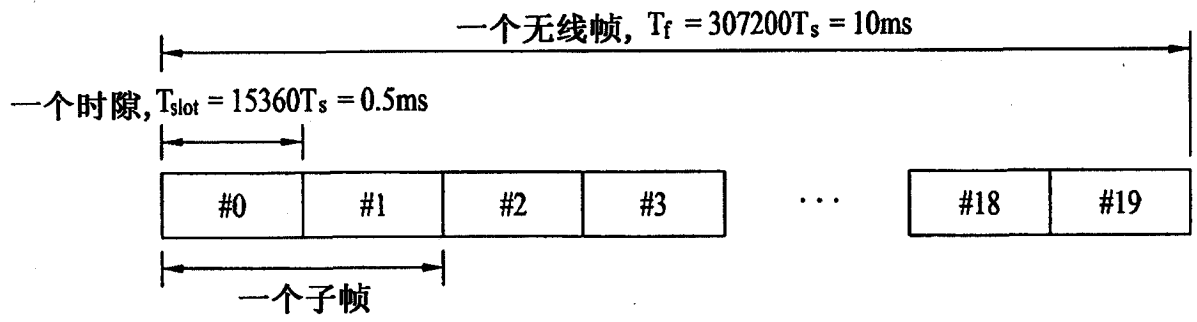 一个无线帧, Tf = 307200Ts = 10ms
一个时隙, Tslot = 15360Ts = 0.5ms
#0 #1 #2 #3 ··· #18 #19
一个子帧